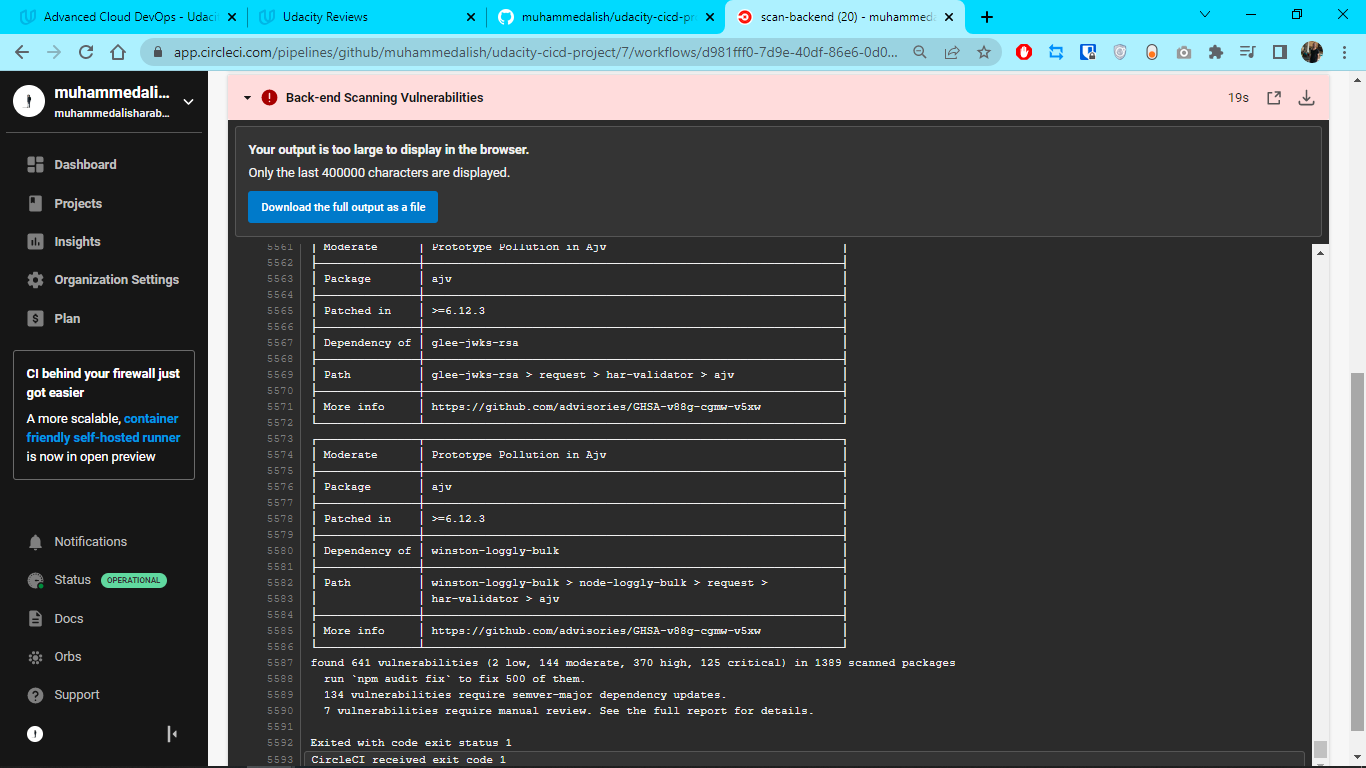 Advanced Cloud DevOps - Udaci
Udacity Reviews
muhammedalish/udacity-cicd-pr
scan-backend (20) - muhammeda
app.circleci.com/pipelines/github/muhammedalish/udacity-cicd-project/7/workflows/d981fff0-7d9e-40df-86e6-0d0...
muhammedali...
muhammedalisharab...
Dashboard
Projects
Insights
Organization Settings
Plan
CI behind your firewall just
got easier
A more scalable, container
friendly self-hosted runner
is now in open preview
Notifications
Status OPERATIONAL
Docs
Orbs
Support
Back-end Scanning Vulnerabilities 19s
Your output is too large to display in the browser.
Only the last 400000 characters are displayed.
Download the full output as a file
5561 Moderate Prototype Pollution in Ajv
5562
5563 Package ajv
5564
5565 Patched in >=6.12.3
5566
5567 Dependency of glee-jwks-rsa
5568
5569 Path glee-jwks-rsa > request > har-validator > ajv
5570
5571 More info https://github.com/advisories/GHSA-v88g-cgmw-v5xw
5572
5573
5574 Moderate Prototype Pollution in Ajv
5575
5576 Package ajv
5577
5578 Patched in >=6.12.3
5579
5580 Dependency of winston-loggly-bulk
5581
5582 Path winston-loggly-bulk > node-loggly-bulk > request >
5583 har-validator > ajv
5584
5585 More info https://github.com/advisories/GHSA-v88g-cgmw-v5xw
5586
5587 found 641 vulnerabilities (2 low, 144 moderate, 370 high, 125 critical) in 1389 scanned packages
5588 run `npm audit fix` to fix 500 of them.
5589 134 vulnerabilities require semver-major dependency updates.
5590 7 vulnerabilities require manual review. See the full report for details.
5591
5592 Exited with code exit status 1
5593 CircleCI received exit code 1